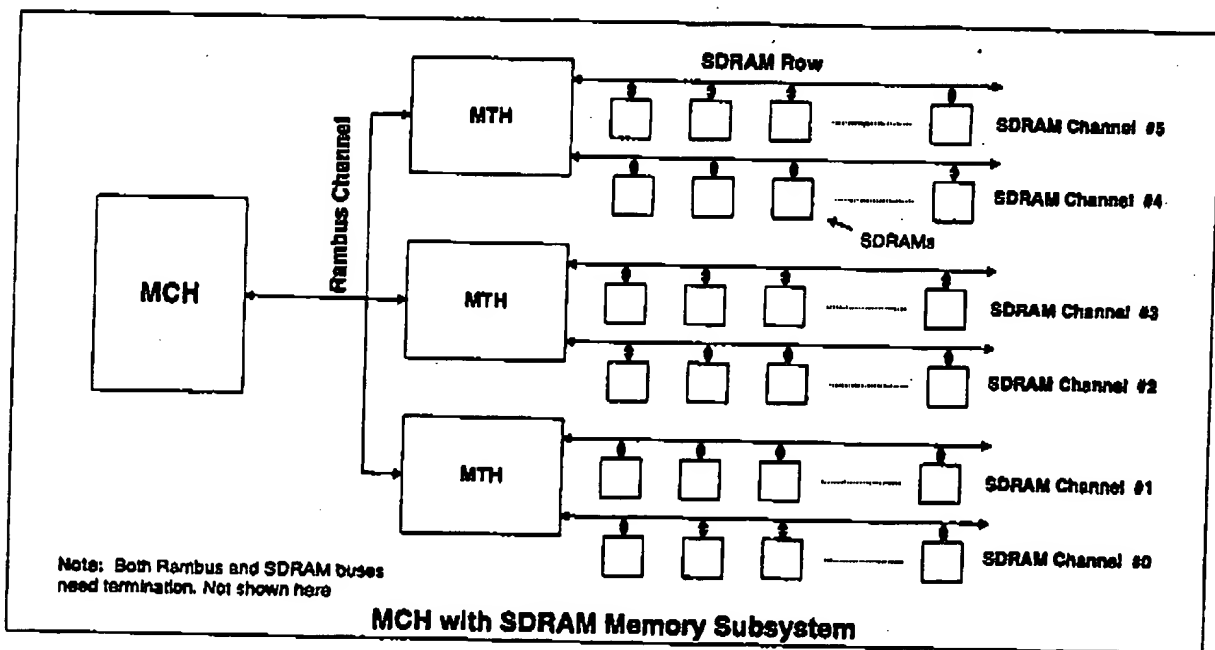 SDRAM Row
MTH
SDRAM Channel #5
Rambus Channel
SDRAM Channel #4
SDRAMs
MCH
MTH
SDRAM Channel #3
SDRAM Channel #2
MTH
SDRAM Channel #1
SDRAM Channel #0
Note: Both Rambus and SDRAM buses
need termination. Not shown here
MCH with SDRAM Memory Subsystem